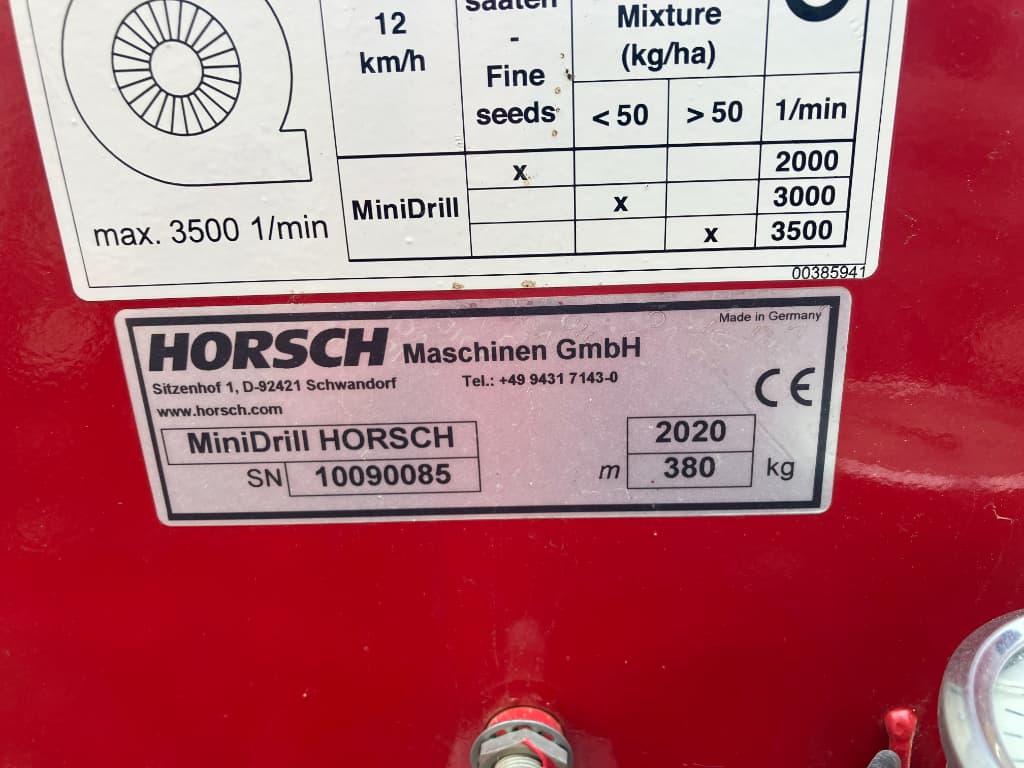 12
km/h
saaten
-
Fine
seeds
Mixture
(kg/ha)
< 50
> 50
1/min
MiniDrill
x
2000
x
3000
x
3500
max. 3500 1/min
00385941
Made in Germany
HORSCH Maschinen GmbH
Sitzenhof 1, D-92421 Schwandorf
Tel.: +49 9431 7143-0
www.horsch.com
CE
MiniDrill HORSCH
2020
SN 10090085
m 380 kg